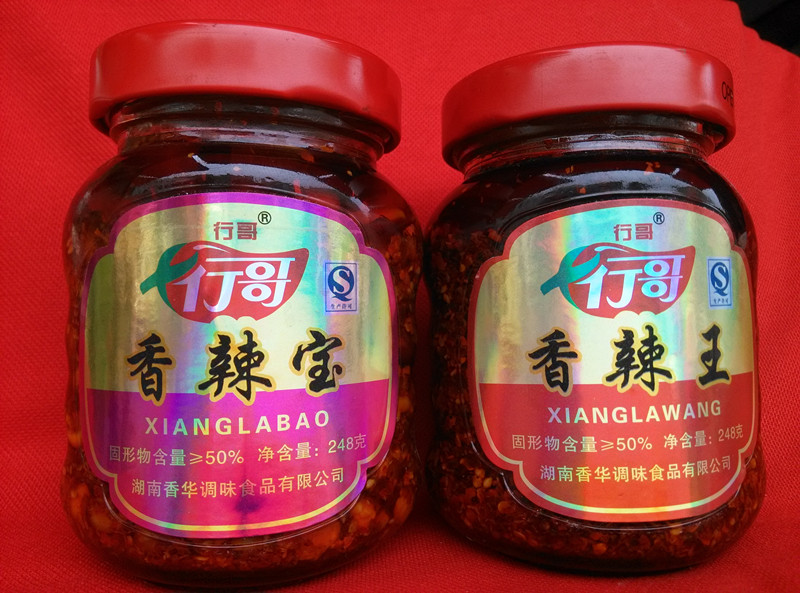 行哥®
行哥
香辣宝
XIANGLABAO
固形物含量≥50% 净含量：248克
湖南香华调味食品有限公司
行哥®
行哥
香辣王
XIANGLAWANG
固形物含量≥50% 净含量：248克
湖南香华调味食品有限公司